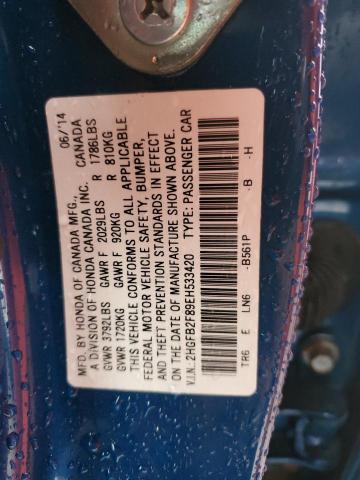 MFD. BY HONDA OF CANADA MFG., 06/'14
A DIVISION OF HONDA CANADA INC. CANADA
GVWR 3792LBS GAWR F 2029LBS R 1786LBS
GVWR 1720KG GAWR F 920KG R 810KG
THIS VEHICLE CONFORMS TO ALL APPLICABLE
FEDERAL MOTOR VEHICLE SAFETY, BUMPER,
AND THEFT PREVENTION STANDARDS IN EFFECT
ON THE DATE OF MANUFACTURE SHOWN ABOVE.
V.I.N.: 2HGFB2F89EH533420 TYPE: PASSENGER CAR
TR6 E LN6 -B561P -B -H